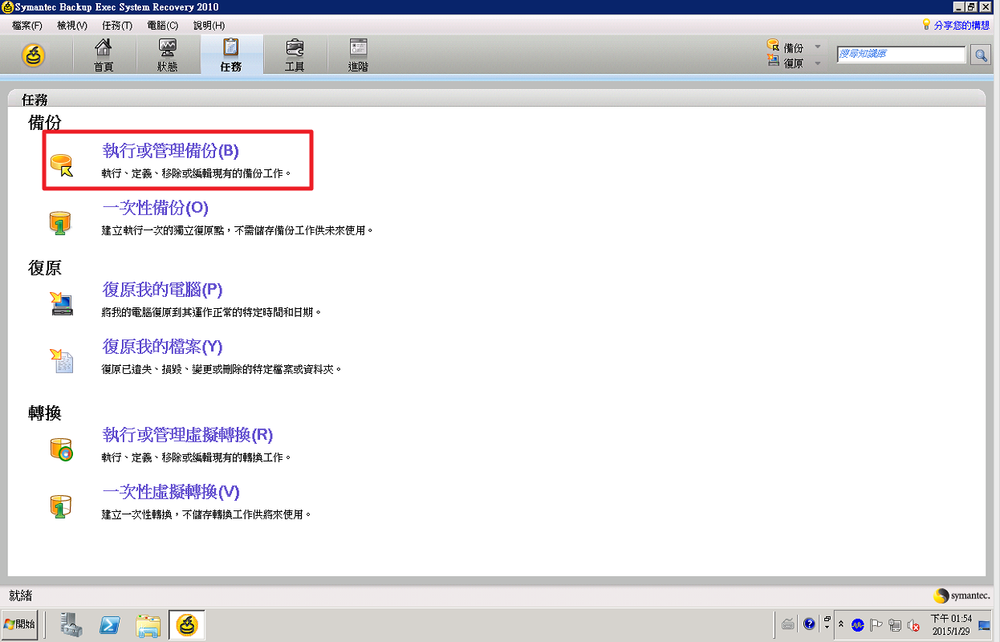 Symantec Backup Exec System Recovery 2010
檔案(F) 檢視(V) 任務(T) 電腦(C) 說明(H) 分享您的構想
首頁 狀態 任務 工具 進階 備份 復原 搜尋知識庫
任務
備份
執行或管理備份(B)
執行、定義、移除或編輯現有的備份工作。
一次性備份(O)
建立執行一次的獨立復原點，不需儲存備份工作供未來使用。
復原
復原我的電腦(P)
將我的電腦復原到其運作正常的特定時間和日期。
復原我的檔案(Y)
復原已遺失、損毀、變更或刪除的特定檔案或資料夾。
轉換
執行或管理虛擬轉換(R)
執行、定義、移除或編輯現有的轉換工作。
一次性虛擬轉換(V)
建立一次性轉換，不儲存轉換工作供將來使用。
就緒 symantec.
開始 下午 01:54
2015/1/29